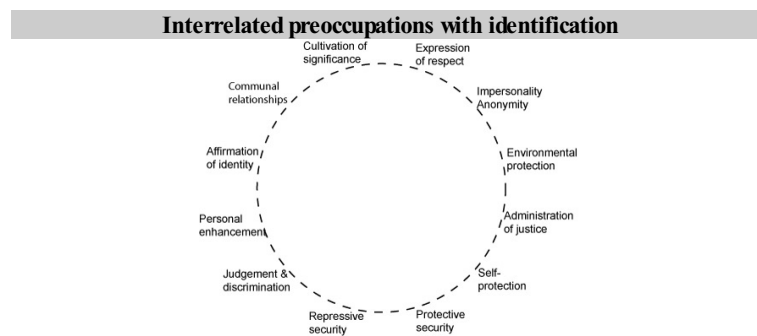 Interrelated preoccupations with identification
Cultivation of
significance
Expression
of respect
Communal
relationships
Impersonality
Anonymity
Affirmation
of identity
Environmental
protection
Personal
enhancement
Administration
of justice
Judgement &
discrimination
Self-
protection
Repressive
security
Protective
security